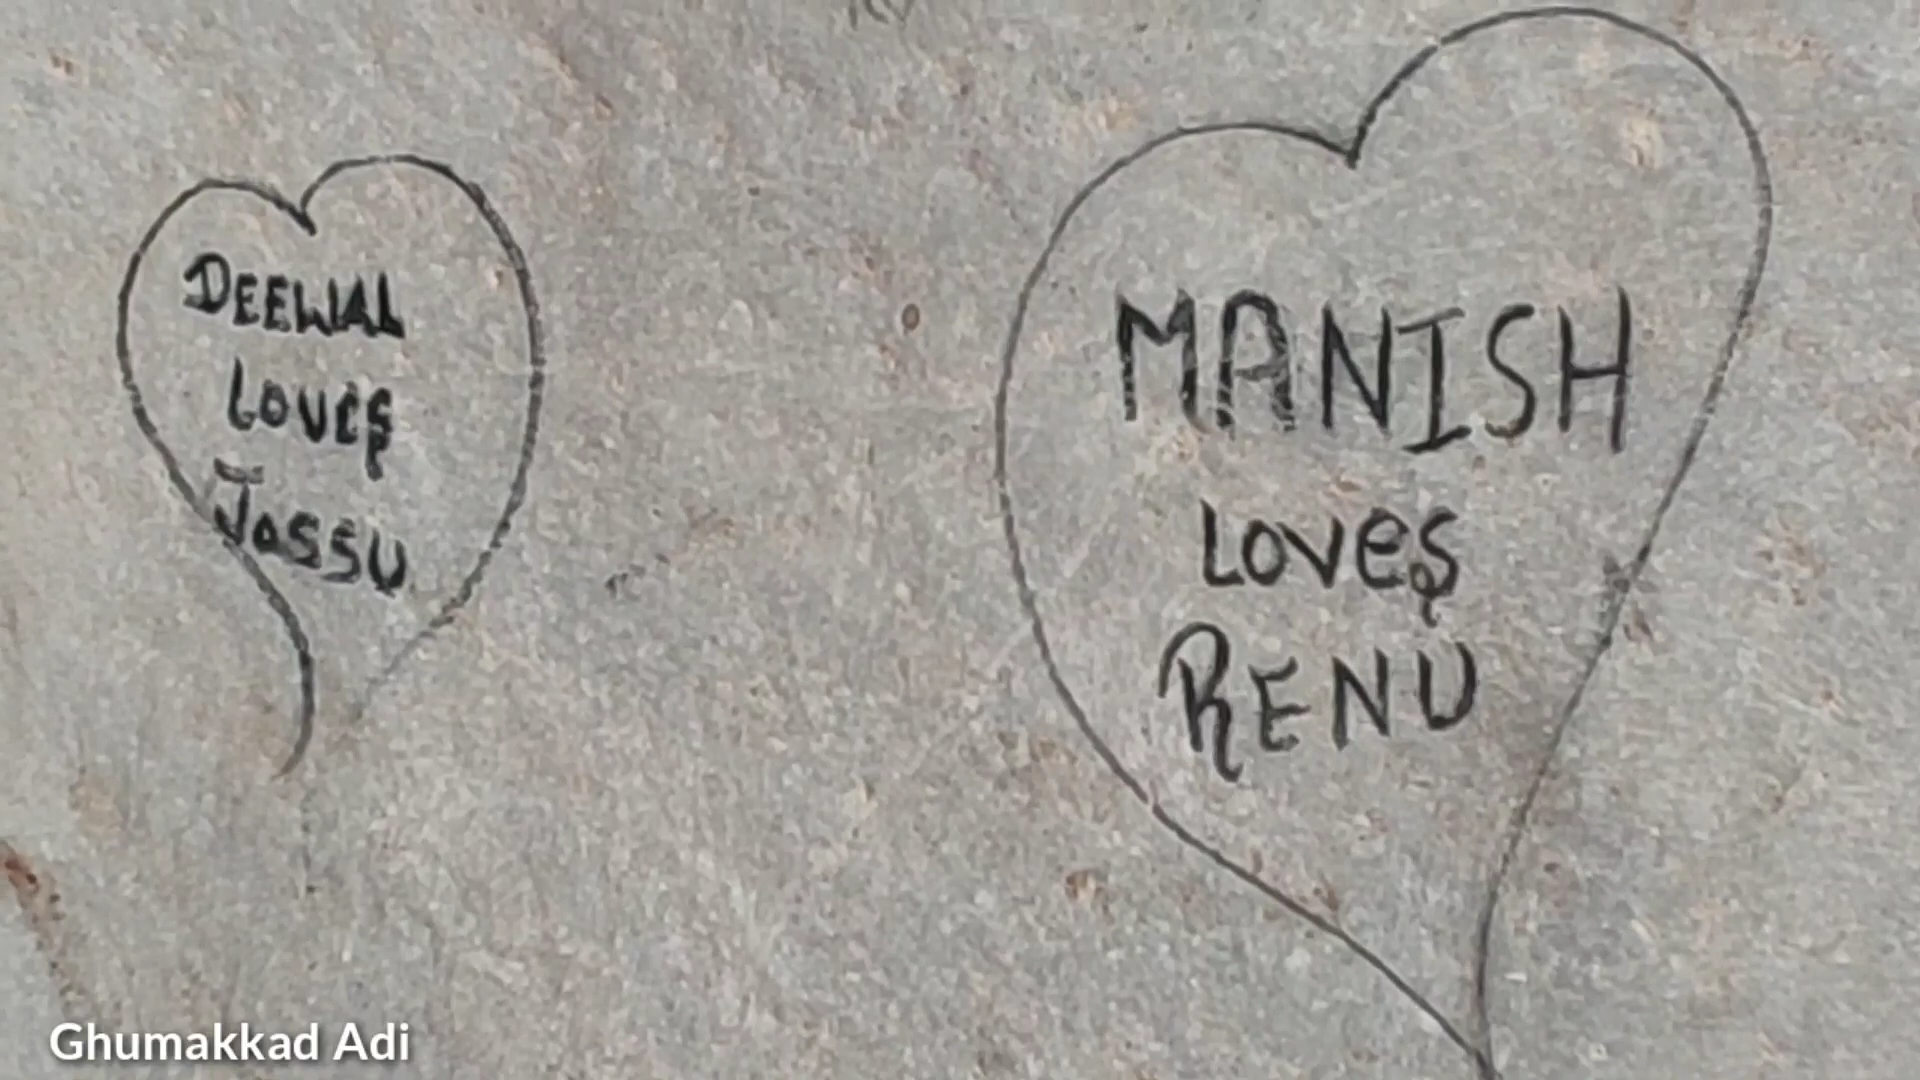 DEEWAL
Loves
Jassu
MANISH
Loves
RENU
Ghumakkad Adi